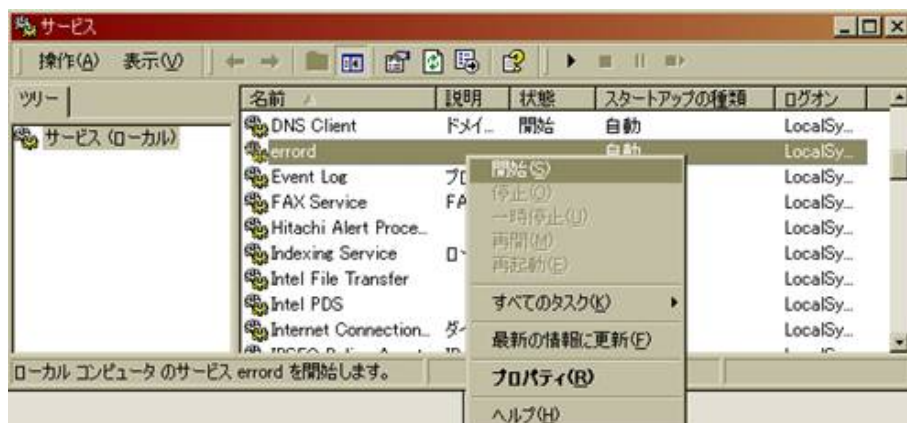 サービス
操作(A) 表示(V)
ツリー
名前 説明 状態 スタートアップの種類 ログオン
サービス (ローカル)
DNS Client ドメイ... 開始 自動 LocalSy...
errord 自動 LocalSy...
Event Log プロ LocalSy...
FAX Service FA LocalSy...
Hitachi Alert Proce... LocalSy...
Indexing Service ロー LocalSy...
Intel File Transfer LocalSy...
Intel PDS LocalSy...
Internet Connection... ダイ LocalSy...
開始(S)
停止(O)
一時停止(U)
再開(M)
再起動(E)
すべてのタスク(K)
最新の情報に更新(F)
プロパティ(R)
ヘルプ(H)
ローカル コンピュータ のサービス errord を開始します。